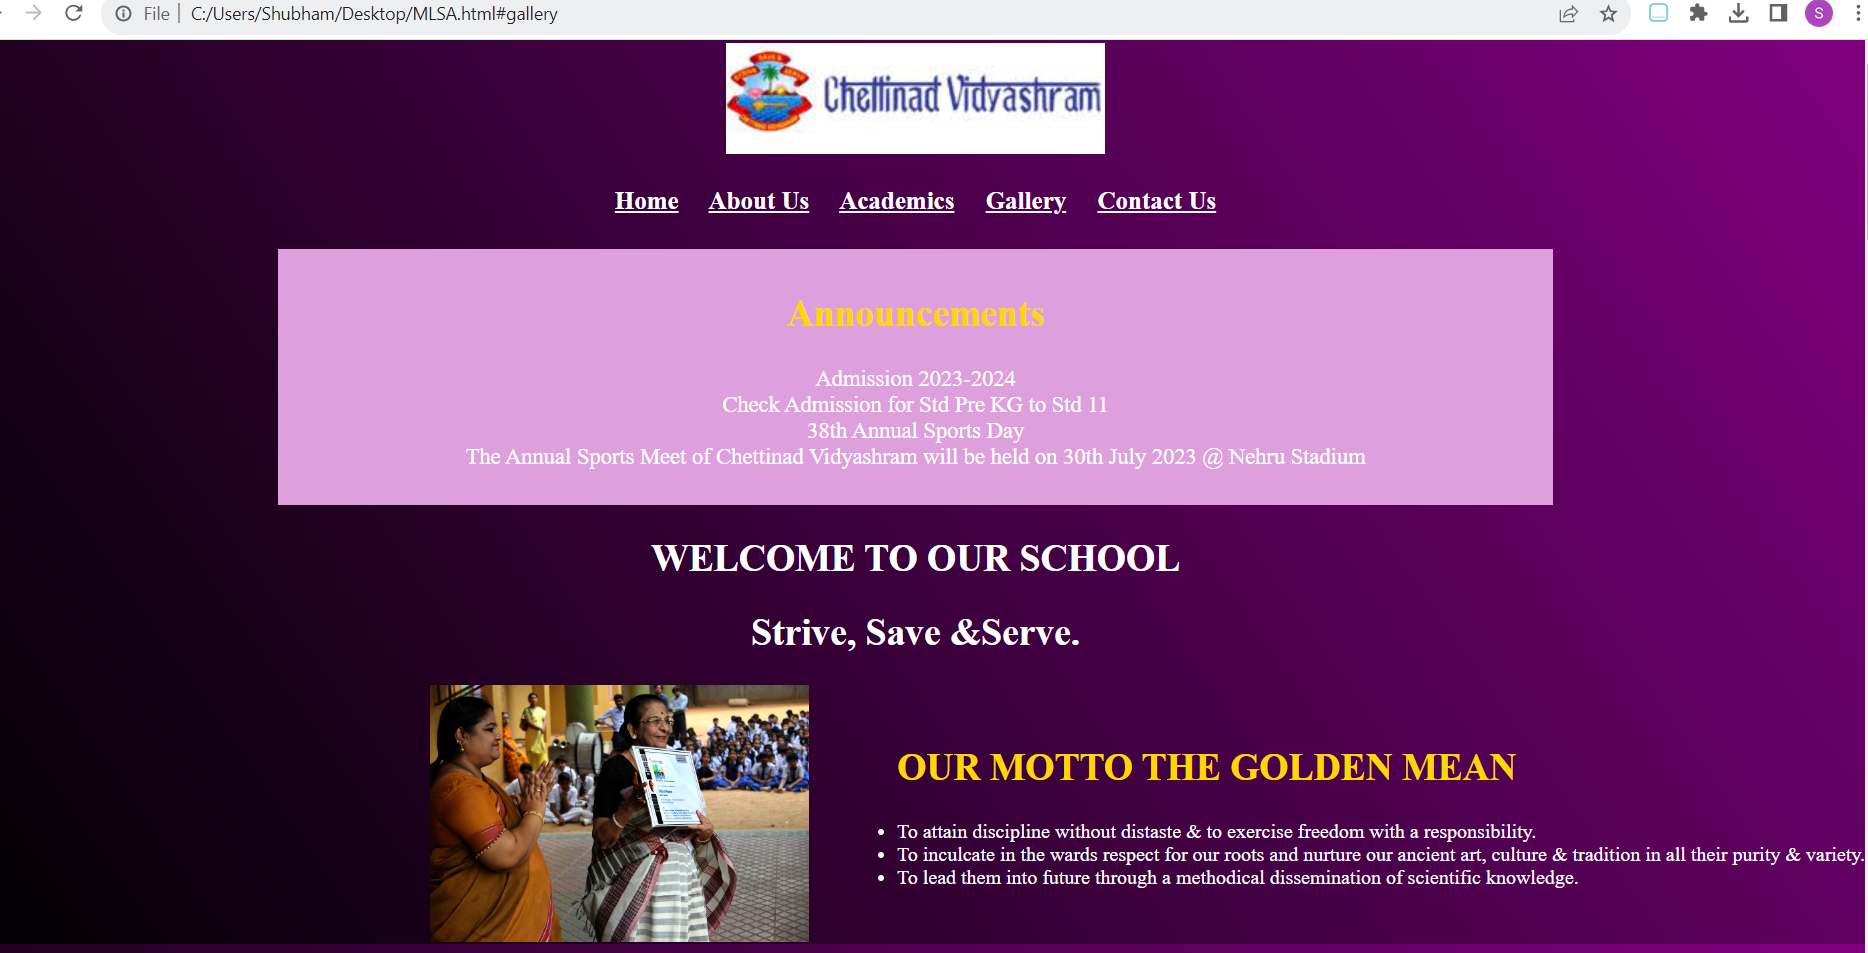 File
C:/Users/Shubham/Desktop/MLSA.html#gallery
S
Chettinad Vidyashram
Home About Us Academics Gallery Contact Us
Announcements
Admission 2023-2024
Check Admission for Std Pre KG to Std 11
38th Annual Sports Day
The Annual Sports Meet of Chettinad Vidyashram will be held on 30th July 2023 @ Nehru Stadium
WELCOME TO OUR SCHOOL
Strive, Save &Serve.
OUR MOTTO THE GOLDEN MEAN
• To attain discipline without distaste & to exercise freedom with a responsibility.
• To inculcate in the wards respect for our roots and nurture our ancient art, culture & tradition in all their purity & variety.
• To lead them into future through a methodical dissemination of scientific knowledge.